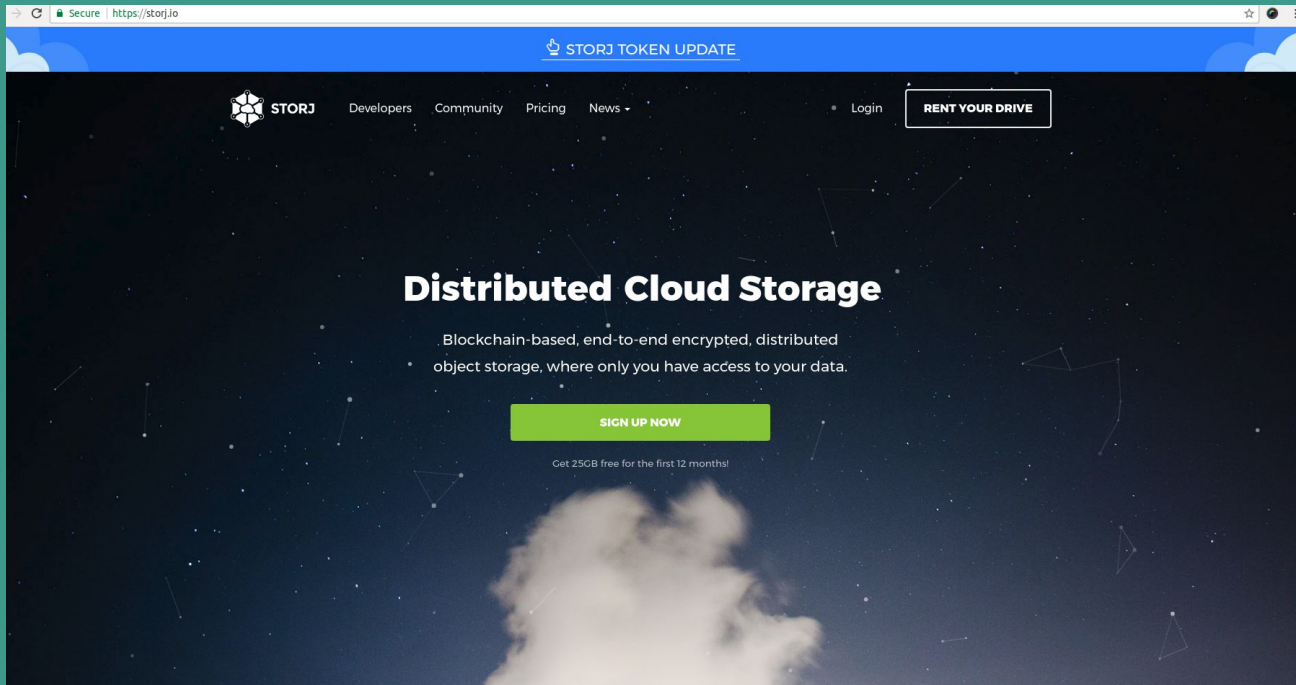 Secure | https://storj.io
STORJ TOKEN UPDATE
STORJ Developers Community Pricing News Login RENT YOUR DRIVE
Distributed Cloud Storage
Blockchain-based, end-to-end encrypted, distributed
object storage, where only you have access to your data.
SIGN UP NOW
Get 25GB free for the first 12 months!